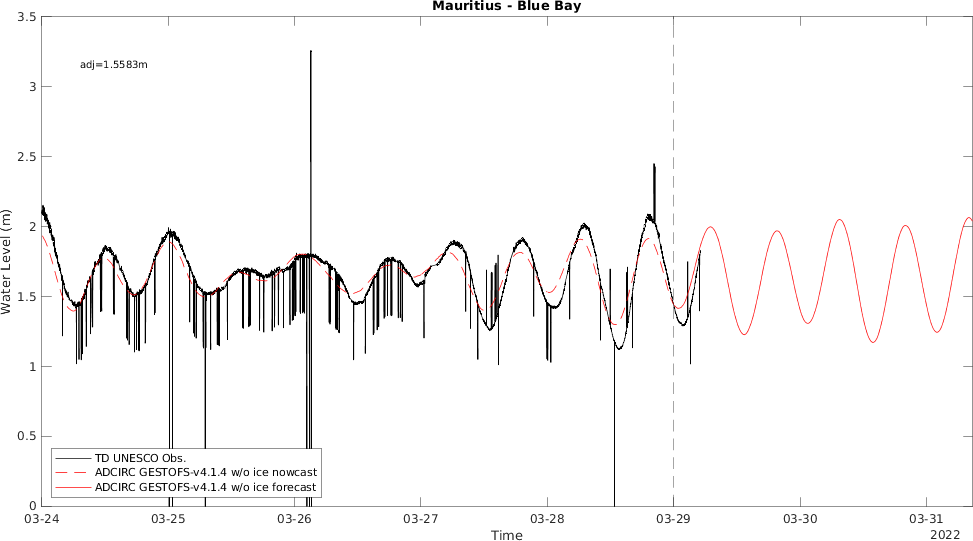 Mauritius - Blue Bay
3.5
adj=1.5583m
3
2.5
2
1.5
1
0.5
0
Water Level (m)
TD UNESCO Obs.
ADCIRC GESTOFS-v4.1.4 w/o ice nowcast
ADCIRC GESTOFS-v4.1.4 w/o ice forecast
03-24 03-25 03-26 03-27 03-28 03-29 03-30 03-31
Time
2022